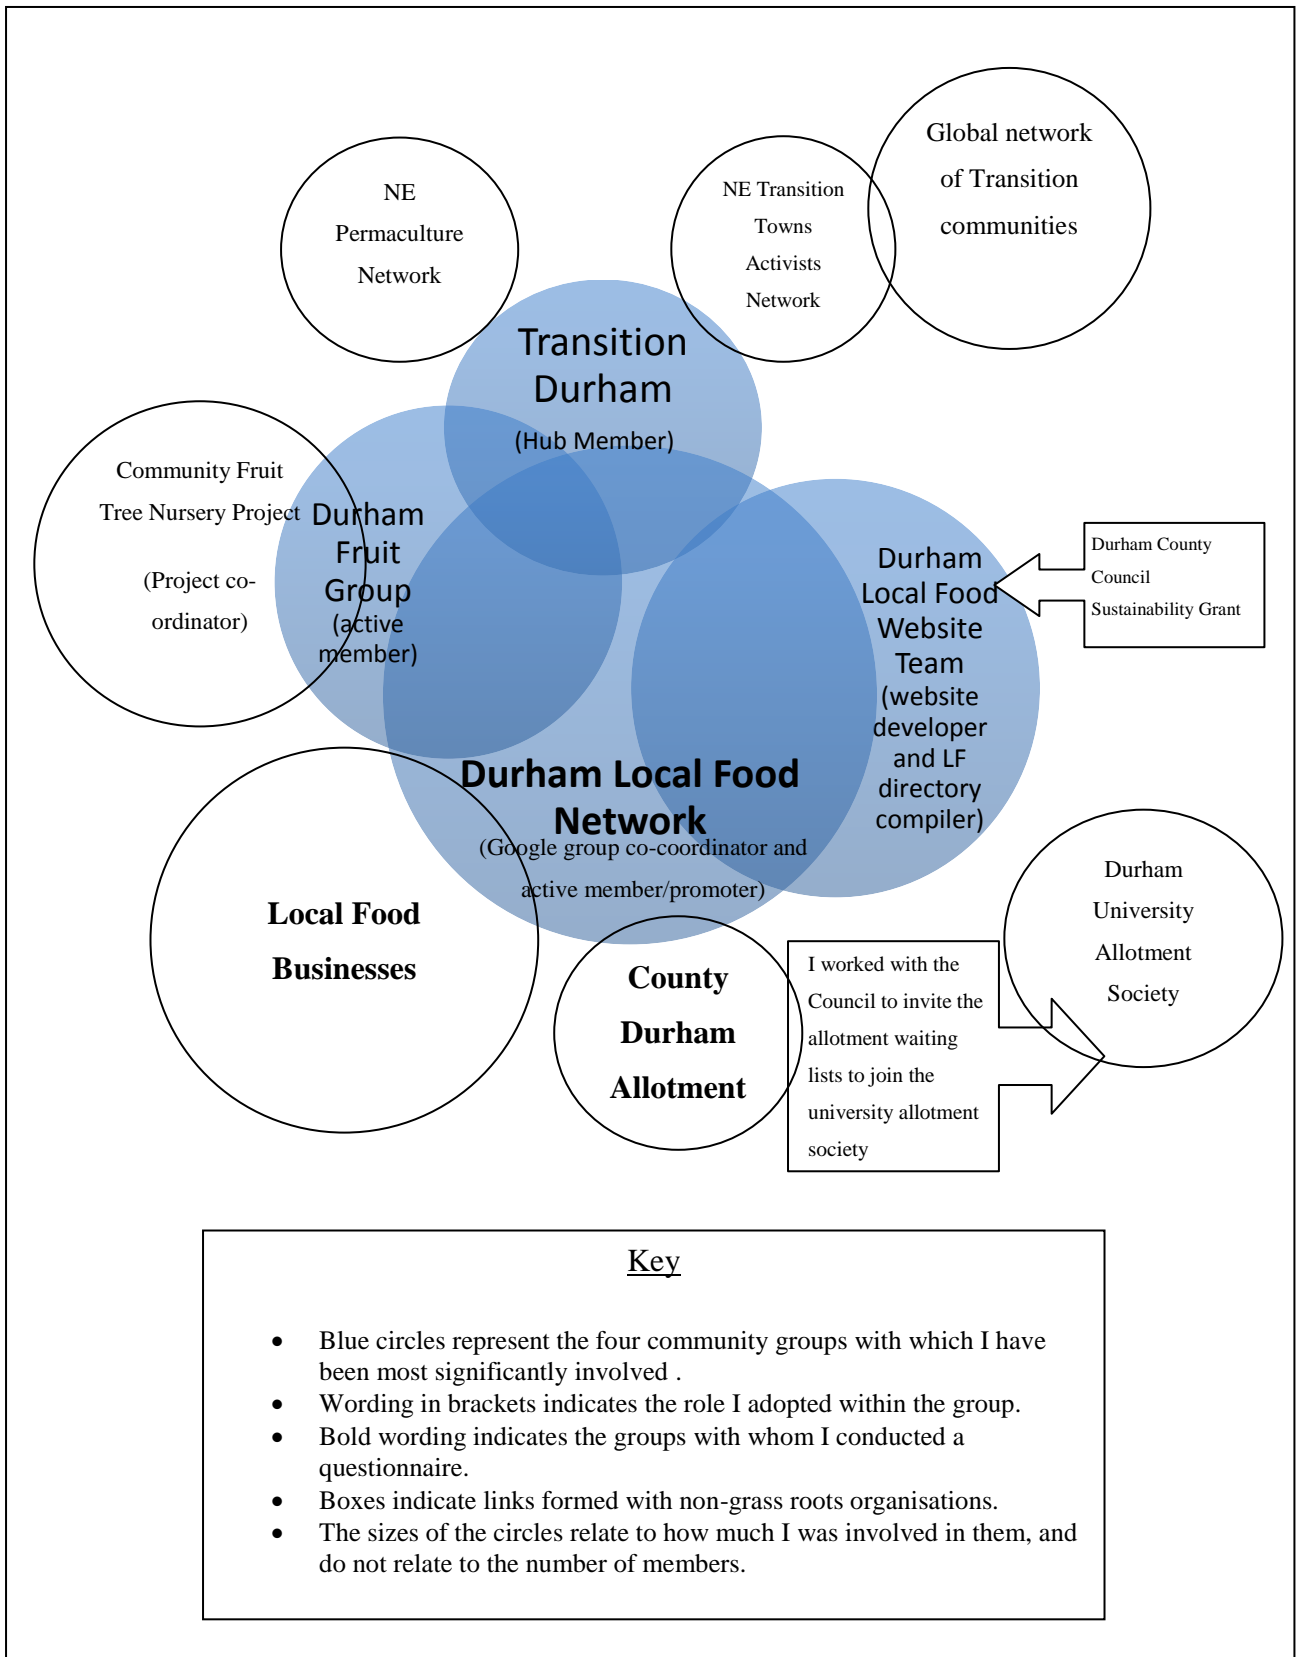 Global network
of Transition
communities
NE
Permaculture
Network
NE Transition
Towns
Activists
Network
Transition
Durham
(Hub Member)
Community Fruit
Tree Nursery Project
(Project co-
ordinator)
Durham
Fruit
Group
(active
member)
Durham
Local Food
Website
Team
(website
developer
and LF
directory
compiler)
Durham County
Council
Sustainability Grant
Durham Local Food
Network
(Google group co-coordinator and
active member/promoter)
Local Food
Businesses
County
Durham
Allotment
I worked with the
Council to invite the
allotment waiting
lists to join the
university allotment
society
Durham
University
Allotment
Society
Key
• Blue circles represent the four community groups with which I have
been most significantly involved .
• Wording in brackets indicates the role I adopted within the group.
• Bold wording indicates the groups with whom I conducted a
questionnaire.
• Boxes indicate links formed with non-grass roots organisations.
• The sizes of the circles relate to how much I was involved in them, and
do not relate to the number of members.